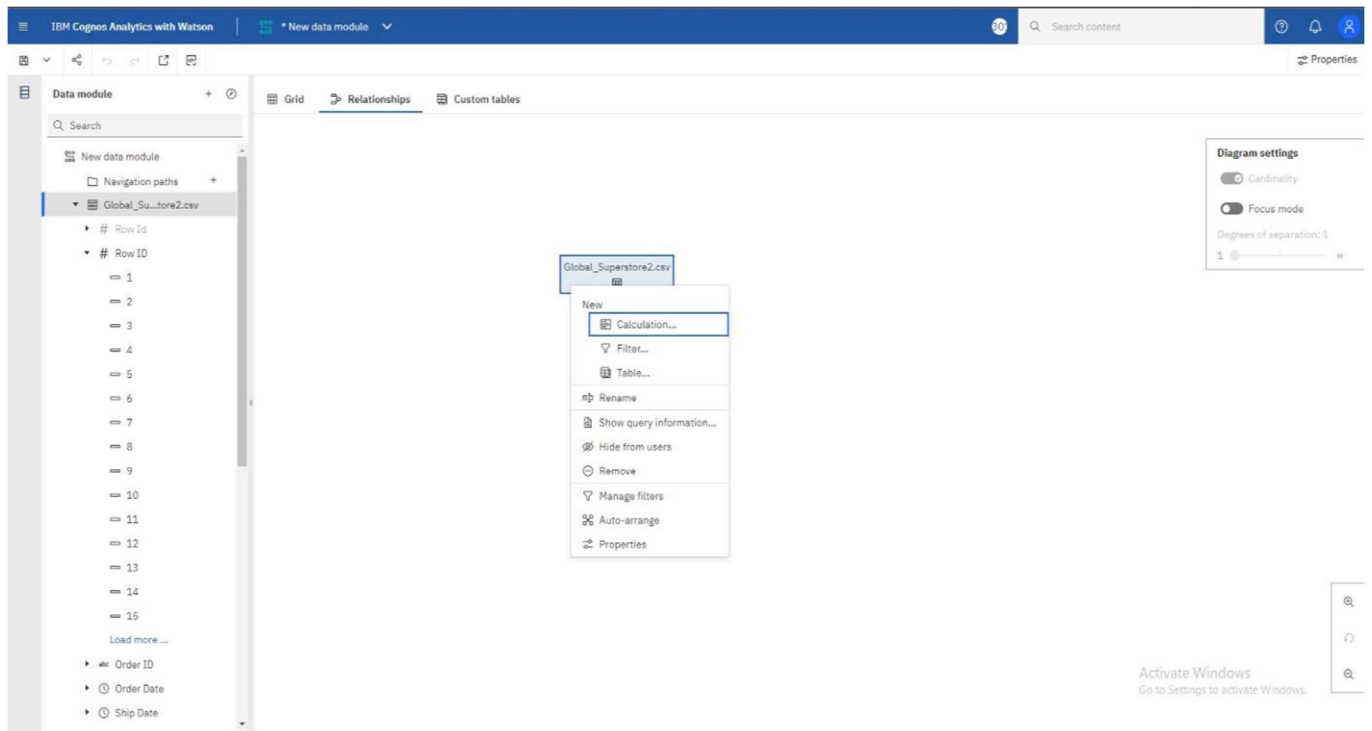 IBM Cognos Analytics with Watson
* New data module
Search content
Properties
Data module
Grid
Relationships
Custom tables
Search
New data module
Navigation paths
Global_Su...tore2.csv
Row Id
Row ID
1
2
3
4
5
6
7
8
9
10
11
12
13
14
15
Load more ...
Order ID
Order Date
Ship Date
Global_Superstore2.csv
New
Calculation...
Filter...
Table...
Rename
Show query information...
Hide from users
Remove
Manage filters
Auto-arrange
Properties
Diagram settings
Cardinality
Focus mode
Degrees of separation: 1
1 ∞
Activate Windows
Go to Settings to activate Windows.